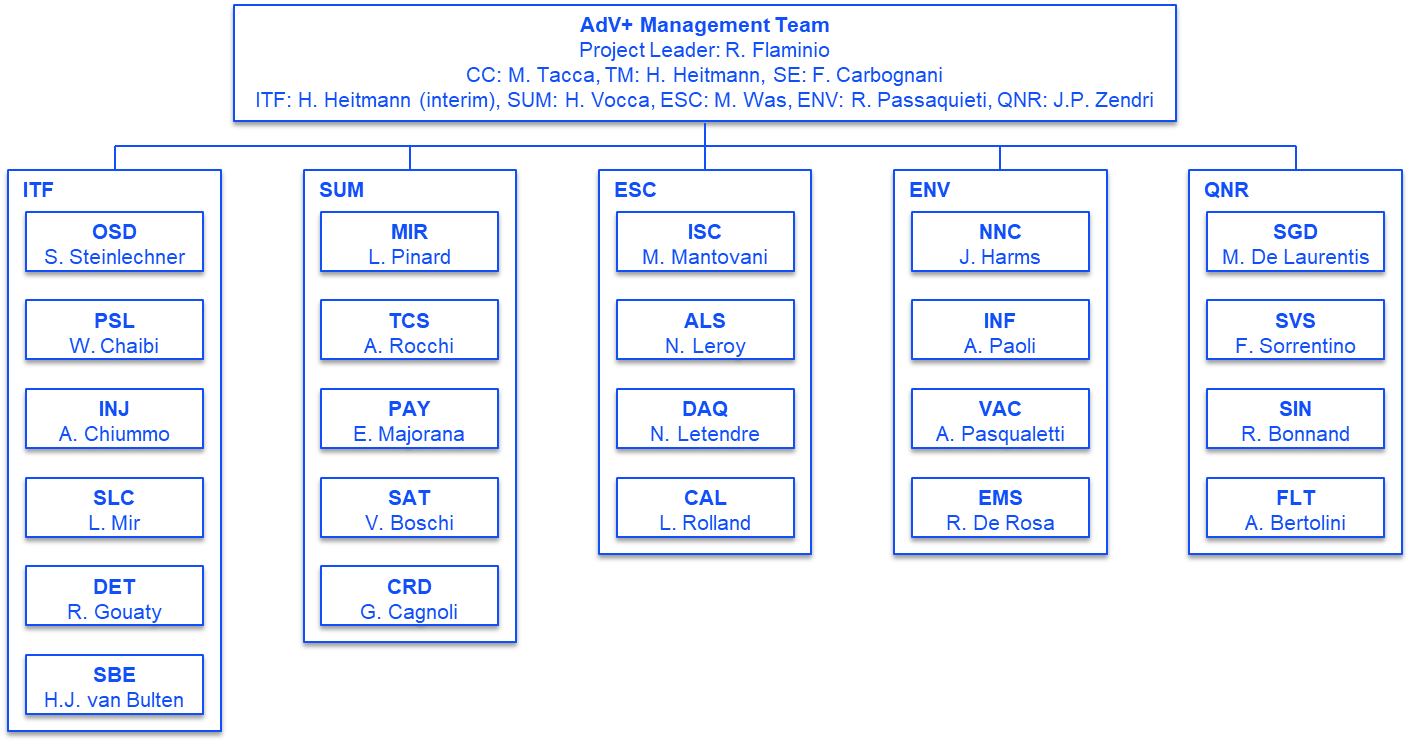 AdV+ Management Team
Project Leader: R. Flaminio
CC: M. Tacca, TM: H. Heitmann, SE: F. Carbognani
ITF: H. Heitmann (interim), SUM: H. Vocca, ESC: M. Was, ENV: R. Passaquieti, QNR: J.P. Zendri
ITF
OSD
S. Steinlechner
PSL
W. Chaibi
INJ
A. Chiummo
SLC
L. Mir
DET
R. Gouaty
SBE
H.J. van Bulten
SUM
MIR
L. Pinard
TCS
A. Rocchi
PAY
E. Majorana
SAT
V. Boschi
CRD
G. Cagnoli
ESC
ISC
M. Mantovani
ALS
N. Leroy
DAQ
N. Letendre
CAL
L. Rolland
ENV
NNC
J. Harms
INF
A. Paoli
VAC
A. Pasqualetti
EMS
R. De Rosa
QNR
SGD
M. De Laurentis
SVS
F. Sorrentino
SIN
R. Bonnand
FLT
A. Bertolini